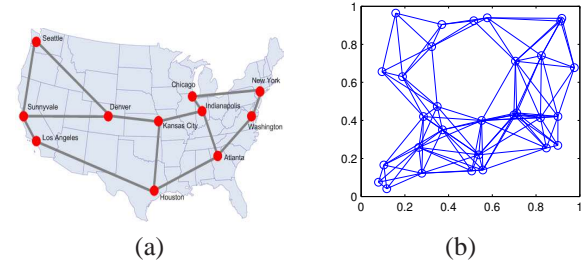 Seattle
Chicago
New York
Sunnyvale
Denver
Indianapolis
Kansas City
Washington
Los Angeles
Atlanta
Houston
(a)
1
0.8
0.6
0.4
0.2
0
0 0.2 0.4 0.6 0.8 1
(b)